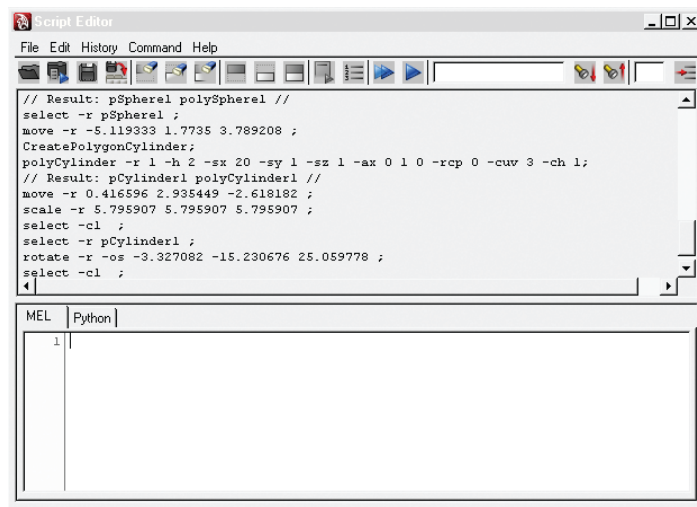 Script Editor
File Edit History Command Help
// Result: pSphere1 polySphere1 //
select -r pSphere1 ;
move -r -5.119333 1.7735 3.789208 ;
CreatePolygonCylinder;
polyCylinder -r 1 -h 2 -sx 20 -sy 1 -sz 1 -ax 0 1 0 -rcp 0 -cuv 3 -ch 1;
// Result: pCylinder1 polyCylinder1 //
move -r 0.416596 2.935449 -2.618182 ;
scale -r 5.795907 5.795907 5.795907 ;
select -cl ;
select -r pCylinder1 ;
rotate -r -os -3.327082 -15.230676 25.059778 ;
select -cl ;
MEL Python
1